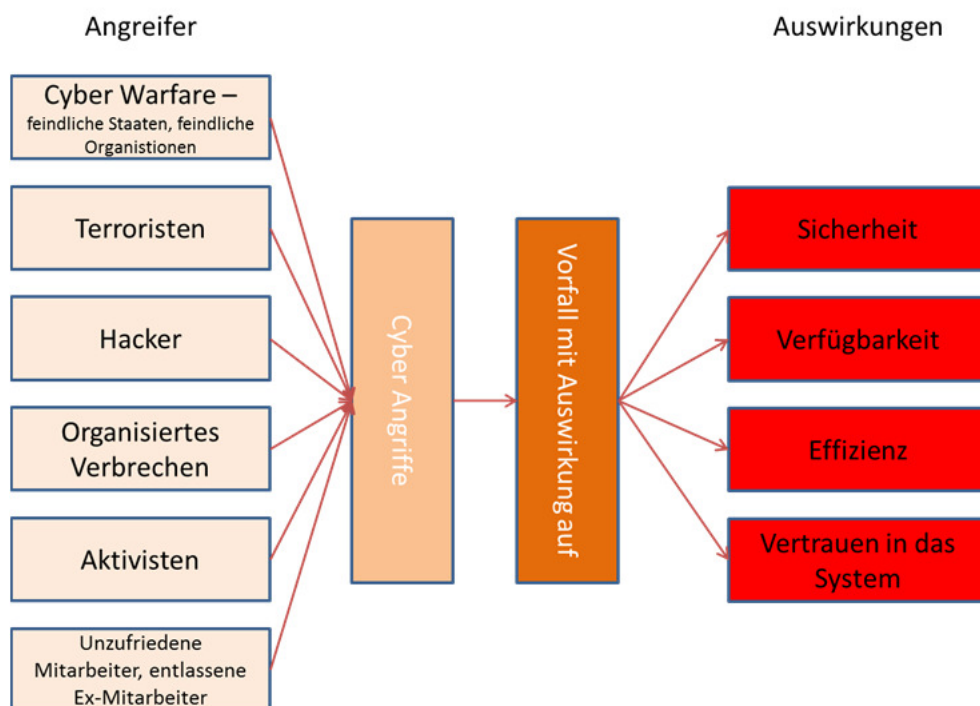 Angreifer
Cyber Warfare –
feindliche Staaten, feindliche
Organistionen
Terroristen
Hacker
Organisiertes
Verbrechen
Aktivisten
Unzufriedene
Mitarbeiter, entlassene
Ex-Mitarbeiter
Cyber Angriffe
Vorfall mit Auswirkung auf
Auswirkungen
Sicherheit
Verfügbarkeit
Effizienz
Vertrauen in das
System